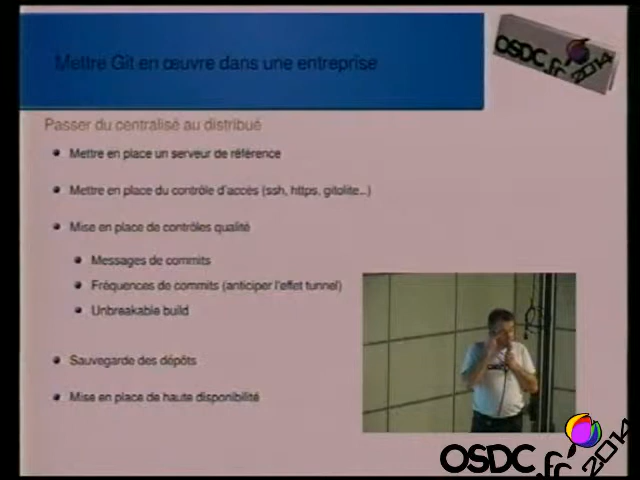 Mettre Git en œuvre dans une entreprise
OSDC.fr 2014
Passer du centralisé au distribué
Mettre en place un serveur de référence
Mettre en place du contrôle d'accès (ssh, https, gitolite...)
Mise en place de contrôles qualité
Messages de commits
Fréquences de commits (anticiper l'effet tunnel)
Unbreakable build
Sauvegarde des dépôts
Mise en place de haute disponibilité
OSDC.fr 2014